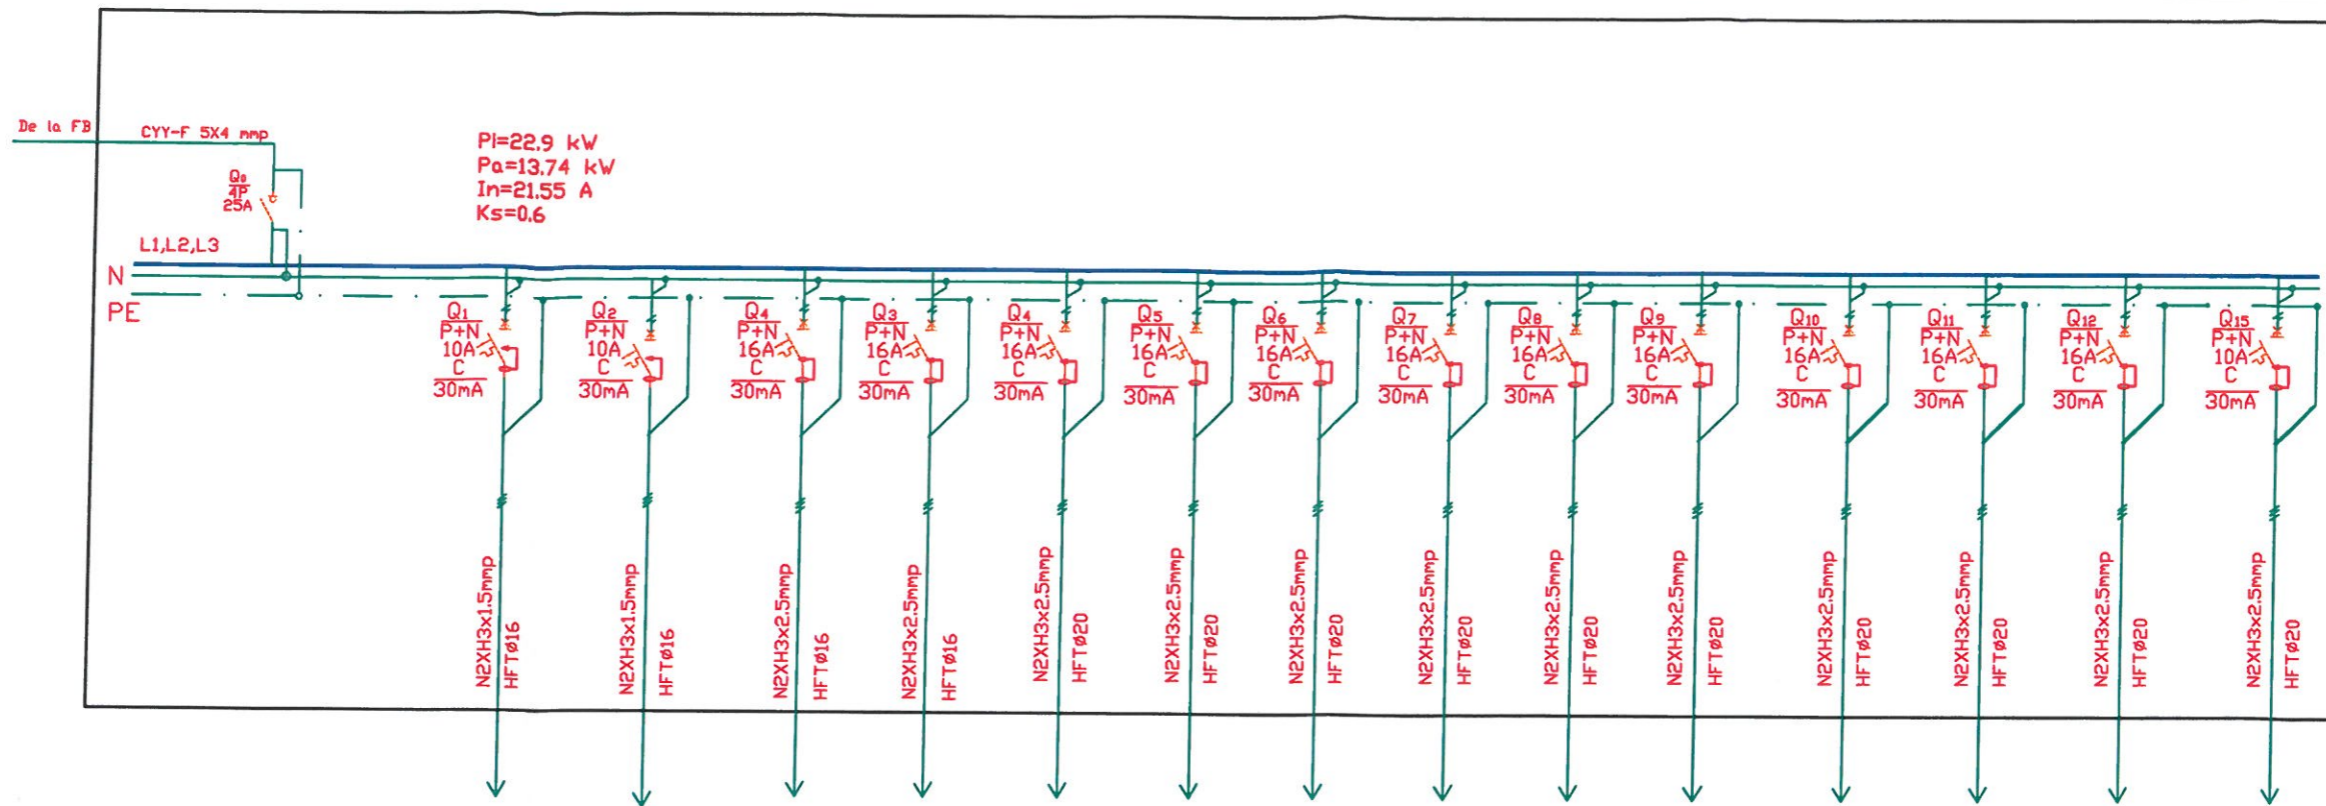 De la FB
CYY-F 5X4 mmp
Q0
4P
25A
Pi=22.9 kW
Pa=13.74 kW
In=21.55 A
Ks=0.6
L1,L2,L3
N
PE
Q1
P+N
10A
C
30mA
Q2
P+N
10A
C
30mA
Q4
P+N
16A
C
30mA
Q3
P+N
16A
C
30mA
Q4
P+N
16A
C
30mA
Q5
P+N
16A
C
30mA
Q6
P+N
16A
C
30mA
Q7
P+N
16A
C
30mA
Q8
P+N
16A
C
30mA
Q9
P+N
16A
C
30mA
Q10
P+N
16A
C
30mA
Q11
P+N
16A
C
30mA
Q12
P+N
16A
C
30mA
Q15
P+N
10A
C
30mA
N2XH3x1.5mmp
HFTø16
N2XH3x1.5mmp
HFTø16
N2XH3x2.5mmp
HFTø16
N2XH3x2.5mmp
HFTø16
N2XH3x2.5mmp
HFTø20
N2XH3x2.5mmp
HFTø20
N2XH3x2.5mmp
HFTø20
N2XH3x2.5mmp
HFTø20
N2XH3x2.5mmp
HFTø20
N2XH3x2.5mmp
HFTø20
N2XH3x2.5mmp
HFTø20
N2XH3x2.5mmp
HFTø20
N2XH3x2.5mmp
HFTø20
N2XH3x2.5mmp
HFTø20